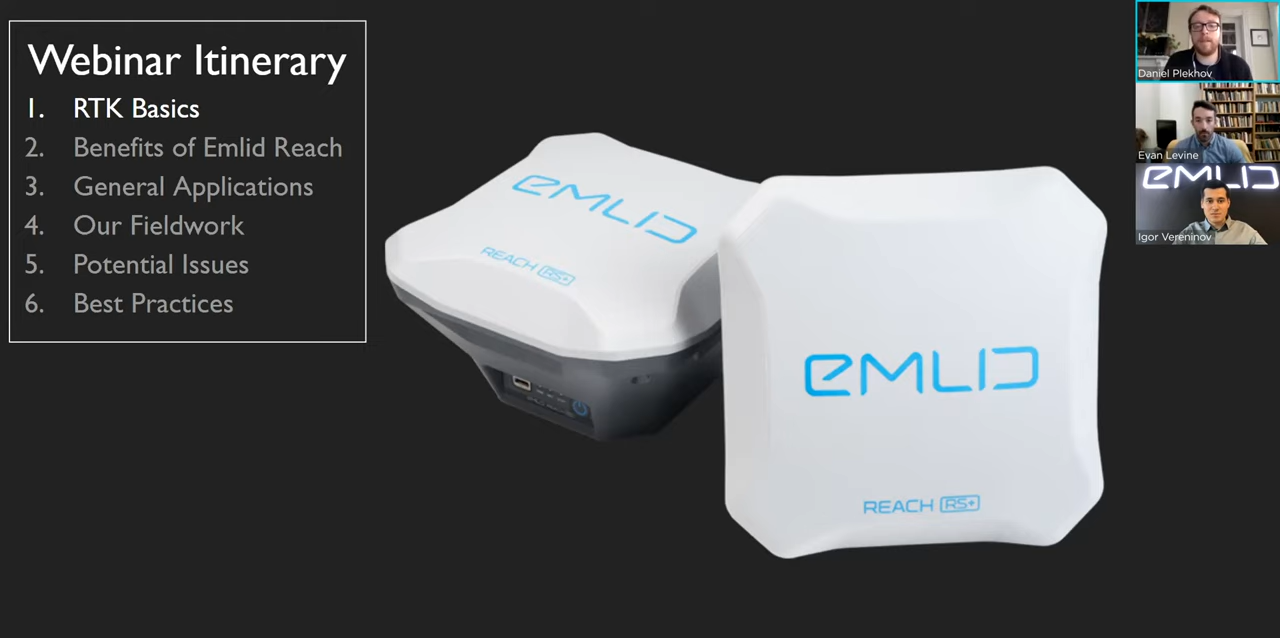 Webinar Itinerary
1. RTK Basics
2. Benefits of Emlid Reach
3. General Applications
4. Our Fieldwork
5. Potential Issues
6. Best Practices
EMLID
REACH RS+
EMLID
REACH RS+
Daniel Plekhov
Evan Levine
EMLID
Igor Vereninov